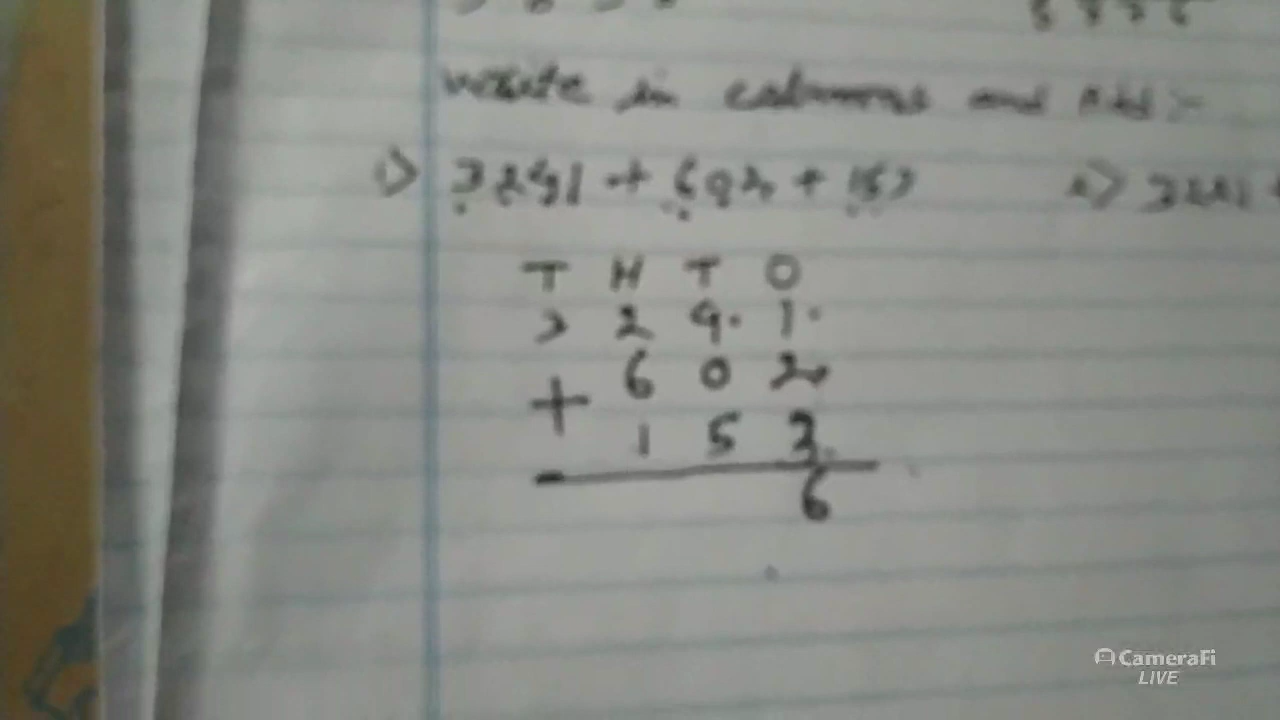 write in columns and Add :-
1) 3291 + 602 + 153
T H T O
3 2 9 1
6 0 2
+ 1 5 3
6
CameraFi
LIVE